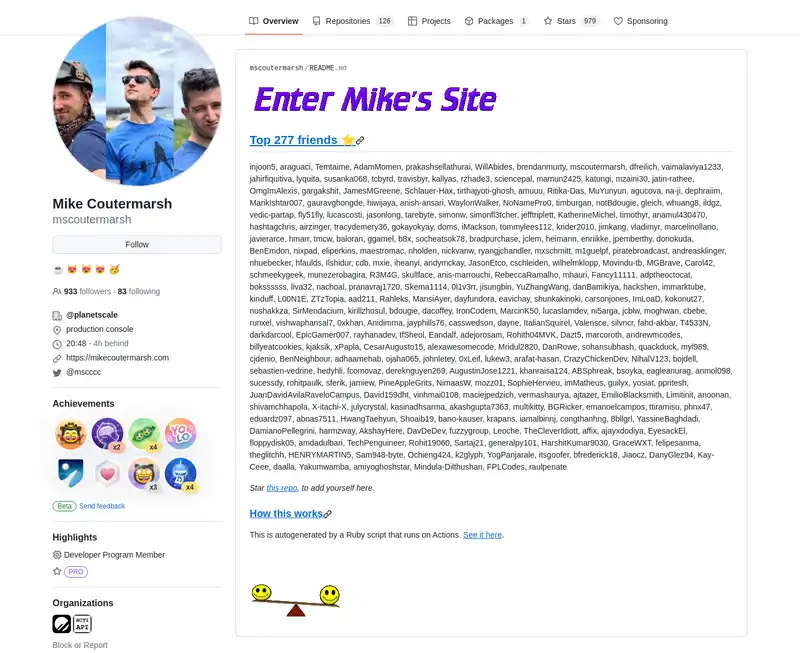 Overview
Repositories 126
Projects
Packages 1
Stars 979
Sponsoring
Mike Coutermarsh
mscoutermarsh
Follow
933 followers · 83 following
@planetscale
production console
20:48 - 4h behind
https://mikecoutermarsh.com
@mscccc
Achievements
x2
x4
YOLO
x3
x4
Beta Send feedback
Highlights
Developer Program Member
PRO
Organizations
HCTI
API
Block or Report
mscoutermarsh/README.md
Enter Mike's Site
Top 277 friends
injoon5, araguaci, Temtaime, AdamMomen, prakashsellathurai, WillAbides, brendanmurty, mscoutermarsh, dfreilich, vaimalaviya1233,
jahirfiquitiva, lyquita, susanka068, tcbyrd, travisbyr, kallyas, rzhade3, sciencepal, mamun2425, katungi, mzaini30, jatin-rathee,
OmgImAlexis, gargakshit, JamesMGreene, Schlauer-Hax, tirthajyoti-ghosh, amuuu, Ritika-Das, MuYunyun, agucova, na-ji, dephraiim,
MarikIshtar007, gauravghongde, hiwijaya, anish-ansari, WaylonWalker, NoNamePro0, timburgan, notBdougie, gleich, whuang8, ildgz,
vedic-partap, fly51fly, lucascosti, jasonlong, tarebyte, simonw, simonfl3tcher, jefftriplett, KatherineMichel, timothyr, anamul430470,
hashtagchris, airzinger, tracydemery36, gokayokyay, doms, iMackson, tommylees112, krider2010, jimkang, vladimyr, marcelinollano,
javierarce, hmarr, tmcw, baloran, ggamel, b8x, socheatsok78, bradpurchase, jclem, heimann, enriikke, jpemberthy, donokuda,
BenEmdon, nixpad, eliperkins, maestromac, nholden, nickvanw, ryangjchandler, mxschmitt, m1guelpf, piratebroadcast, andreasklinger,
nhuebecker, hfaulds, Ilshidur, cdb, mxie, iheanyi, andymckay, JasonEtco, cschleiden, wilhelmklopp, Movindu-tb, MGBrave, Carol42,
schmeekygeek, munezerobagira, R3M4G, skullface, anis-marrouchi, RebeccaRamalho, mhauri, Fancy11111, adptheoctocat,
bokssssss, liva32, nachoal, pranavraj1720, Skema1114, 0l1v3rr, jisungbin, YuZhangWang, danBamikiya, hackshen, immartkube,
kinduff, L00N1E, ZTzTopia, aad211, Rahleks, MansiAyer, dayfundora, eavichay, shunkakinoki, carsonjones, ImLoaD, kokonut27,
nushakkza, SirMendacium, kirillzhosul, bdougie, dacoffey, IronCodem, MarcinK50, lucaslamdev, ni5arga, jcblw, moghwan, cbebe,
runxel, vishwaphansal7, 0xkhan, Anidimma, jayphills76, casswedson, dayne, ItalianSquirel, Valensce, silvncr, fahd-akbar, T4533N,
darkdarcool, EpicGamer007, rayahnadev, tfSheol, Eandalf, adejorosam, Rohith04MVK, Dazt5, marcoroth, andrewmcodes,
billyeatcookies, kjaksik, xPapla, CesarAugusto15, alexawesomecode, Mridul2820, DanRowe, sohansubhash, quackduck, myl989,
cjdenio, BenNeighbour, adhaamehab, ojaha065, johnletey, 0xLeif, lukew3, arafat-hasan, CrazyChickenDev, NihalV123, bojdell,
sebastien-vedrine, hedyhli, fcomovaz, dereknguyen269, AugustinJose1221, khanraisa124, ABSphreak, bsoyka, eagleanurag, anmol098,
sucessdy, rohitpaulk, sferik, jamiew, PineAppleGrits, NimaasW, mozz01, SophieHervieu, imMatheus, guilyx, yosiat, ppritesh,
JuanDavidAvilaRaveloCampus, David159dht, vinhmai0108, maciejpedzich, vermashaurya, ajtazer, EmilioBlacksmith, Limitinit, anoonan,
shivamchhapola, X-itachi-X, julycrystal, kasinadhsarma, akashgupta7363, multikitty, BGRicker, emanoelcampos, ttiramisu, phnx47,
eduardz097, abnas7511, HwangTaehyun, Shoaib19, bano-kauser, krapans, iamalbinnj, congthanhng, 8bllgrl, YassineBaghdadi,
DamianoPellegrini, harmzway, AkshayHere, DavDeDev, fuzzygroup, Leoche, TheCleverIdiott, affix, ajayxdodiya, EyesackEl,
floppydisk05, amdadulbari, TechPenguineer, Rohit19060, Sartaj21, generalpy101, HarshitKumar9030, GraceWXT, felipesanma,
theglitchh, HENRYMARTIN5, Sam948-byte, Ochieng424, k2glyph, YogPanjarale, itsgoofer, bfrederick18, Jiaocz, DanyGlez94, Kay-
Ceee, daalla, Yakumwamba, amiyoghoshstar, Mindula-Dilthushan, FPLCodes, raulpenate
Star this repo, to add yourself here.
How this works
This is autogenerated by a Ruby script that runs on Actions. See it here.